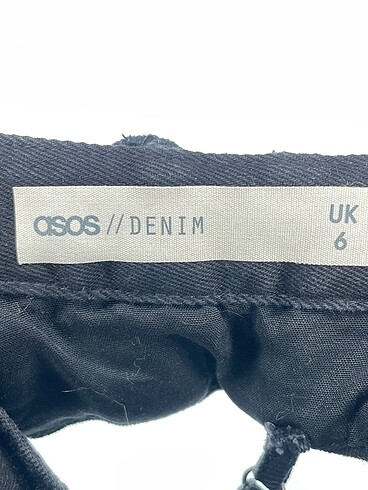 asos // DENIM
UK
6